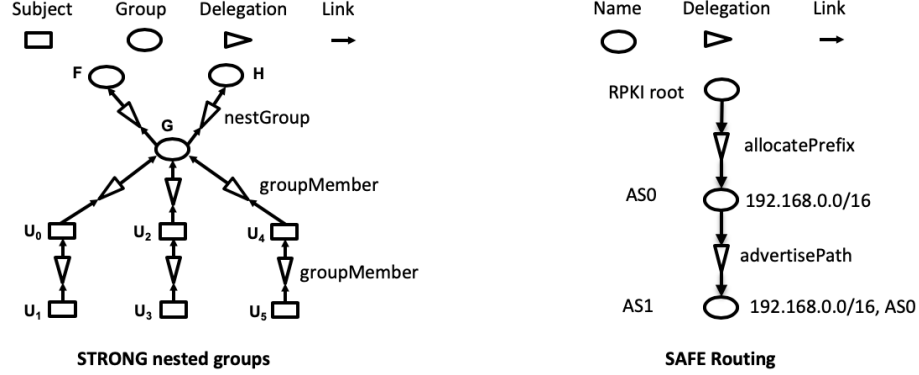 Subject Group Delegation Link
F H
nestGroup
G
groupMember
U0 U2 U4
groupMember
U1 U3 U5
STRONG nested groups
Name Delegation Link
RPKI root
allocatePrefix
AS0 192.168.0.0/16
advertisePath
AS1 192.168.0.0/16, AS0
SAFE Routing